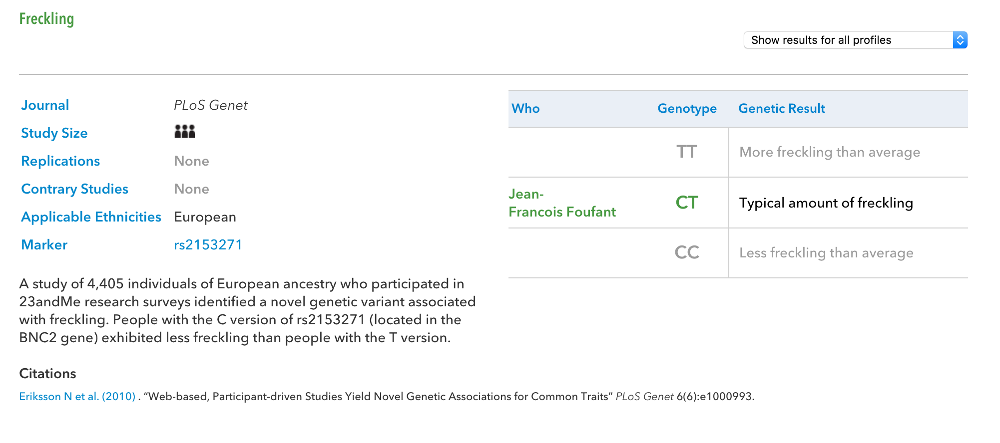 Freckling
Show results for all profiles
Journal PLoS Genet
Study Size
Replications None
Contrary Studies None
Applicable Ethnicities European
Marker rs2153271
A study of 4,405 individuals of European ancestry who participated in
23andMe research surveys identified a novel genetic variant associated
with freckling. People with the C version of rs2153271 (located in the
BNC2 gene) exhibited less freckling than people with the T version.
Who Genotype Genetic Result
TT More freckling than average
Jean-
Francois Foufant CT Typical amount of freckling
CC Less freckling than average
Citations
Eriksson N et al. (2010) . “Web-based, Participant-driven Studies Yield Novel Genetic Associations for Common Traits” PLoS Genet 6(6):e1000993.